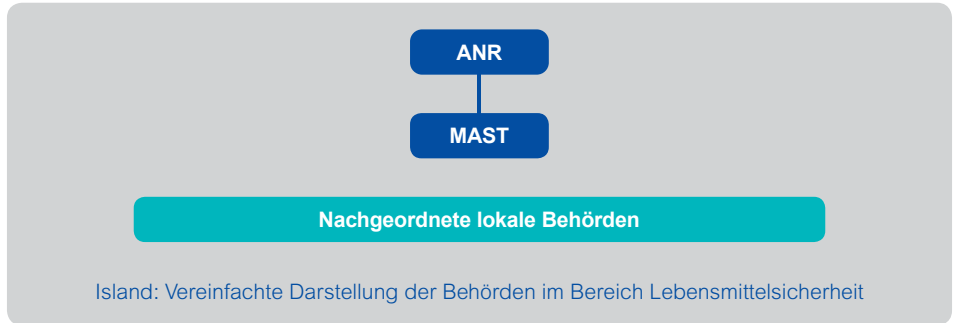 ANR
MAST
Nachgeordnete lokale Behörden
Island: Vereinfachte Darstellung der Behörden im Bereich Lebensmittelsicherheit